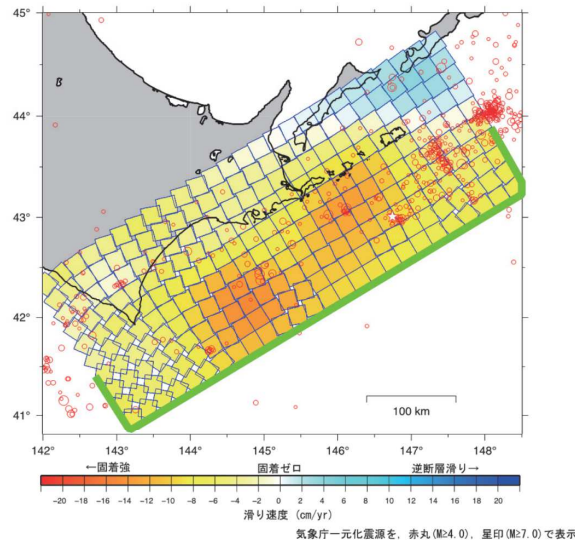 45°
44°
43°
42°
41°
100 km
142° 143° 144° 145° 146° 147° 148°
←固着強 固着ゼロ 逆断層滑り→
-20 -18 -16 -14 -12 -10 -8 -6 -4 -2 0 2 4 6 8 10 12 14 16 18 20
滑り速度 (cm/yr)
気象庁一元化震源を, 赤丸(M≥4.0), 星印(M≥7.0)で表示